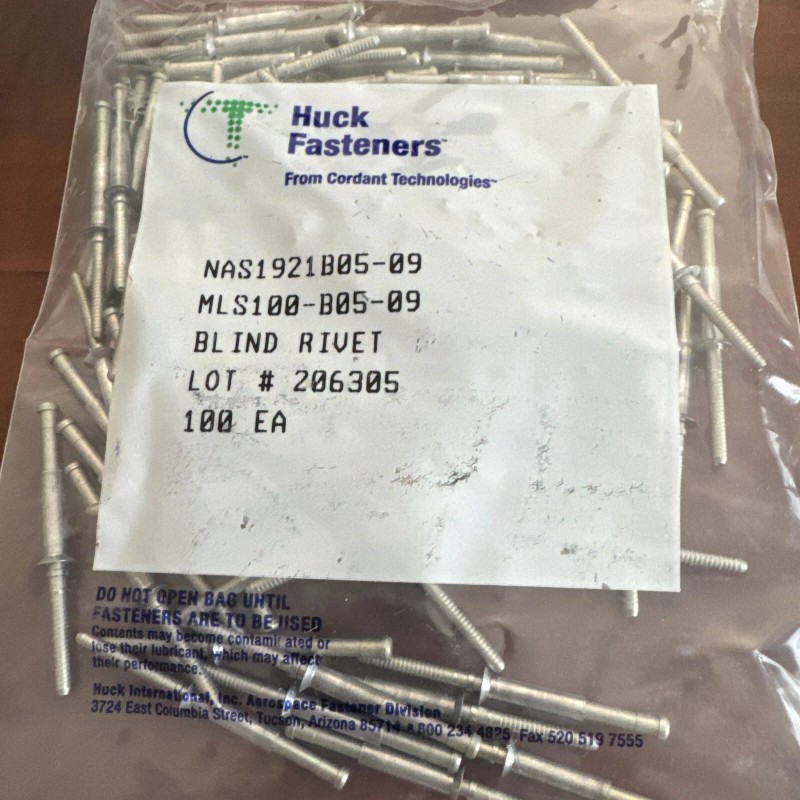 Huck
Fasteners™
From Cordant Technologies℠
NAS1921B05-09
MLS100-B05-09
BLIND RIVET
LOT # 206305
100 EA
DO NOT OPEN BAG UNTIL
FASTENERS ARE TO BE USED
Contents may become contaminated or
lose their lubricant, which may affect
their performance.
Huck International, Inc. Aerospace Fastener Division
3724 East Columbia Street, Tucson, Arizona 85714 • 800 234 4825 Fax 520 519 7555